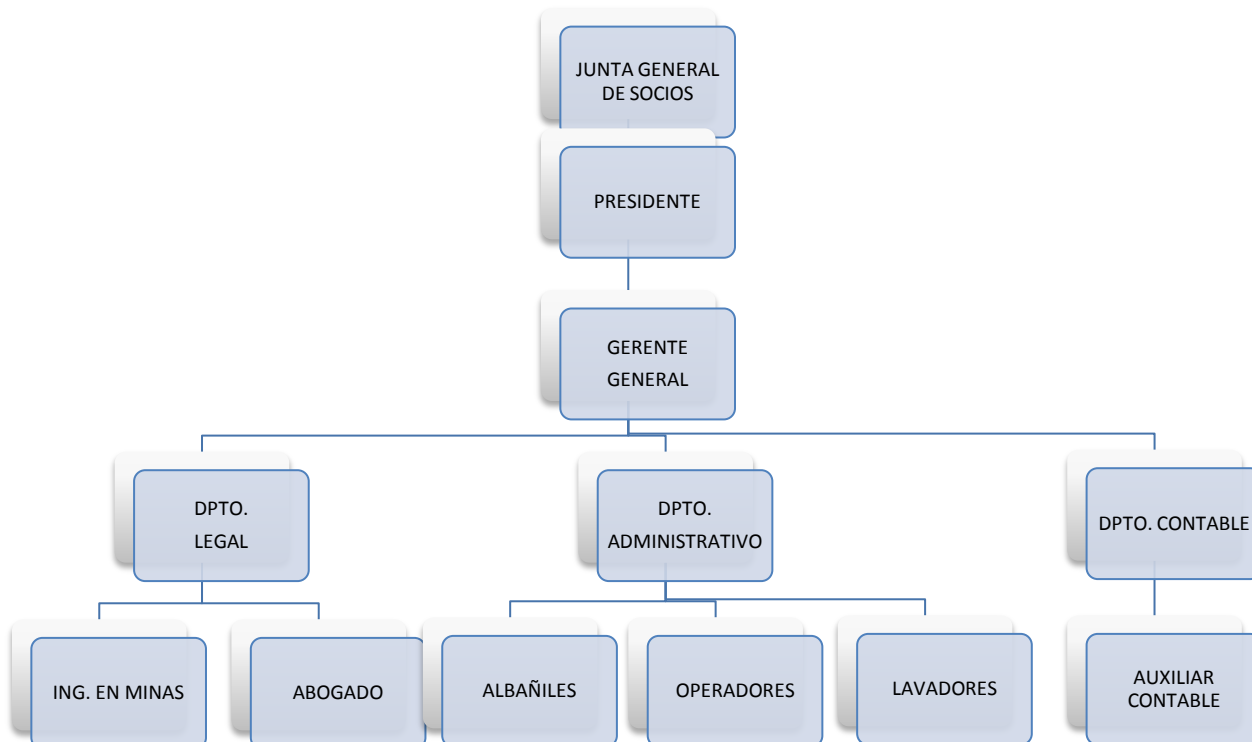 JUNTA GENERAL
DE SOCIOS
PRESIDENTE
GERENTE
GENERAL
DPTO.
LEGAL
DPTO.
ADMINISTRATIVO
DPTO. CONTABLE
ING. EN MINAS
ABOGADO
ALBAÑILES
OPERADORES
LAVADORES
AUXILIAR
CONTABLE